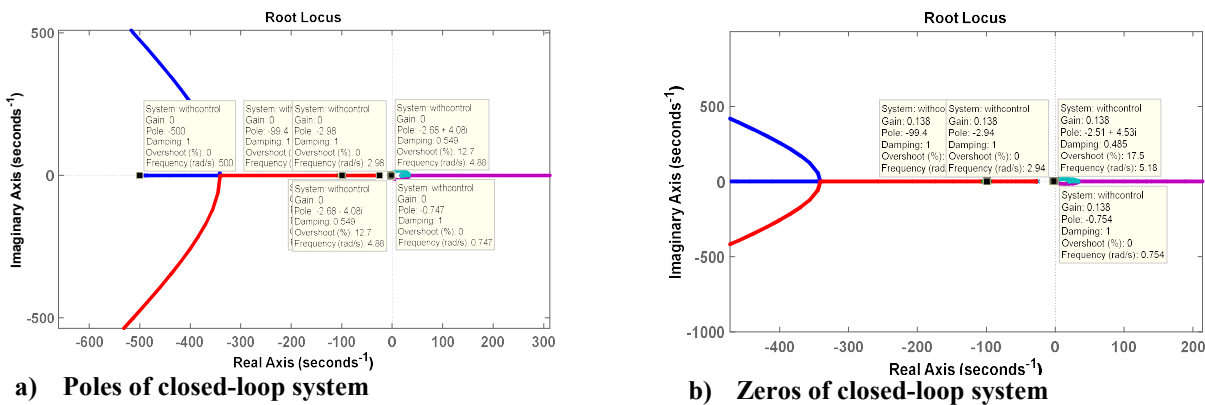 Root Locus
Imaginary Axis (seconds-1)
500
0
-500
System: withcontrol
Gain: 0
Pole: -500
Damping: 1
Overshoot (%): 0
Frequency (rad/s): 500
Gain: 0
Pole: -99.4
Damping: 1
System: withcontrol
Gain: 0
Pole: -2.98
Damping: 1
Overshoot (%): 0
Frequency (rad/s): 2.98
System: withcontrol
Gain: 0
Pole: -2.68 + 4.08i
Damping: 0.549
Overshoot (%): 12.7
Frequency (rad/s): 4.88
System: withcontrol
Gain: 0
Pole: -2.68 - 4.08i
Damping: 0.549
Overshoot (%): 12.7
Frequency (rad/s): 4.88
System: withcontrol
Gain: 0
Pole: -0.747
Damping: 1
Overshoot (%): 0
Frequency (rad/s): 0.747
-600 -500 -400 -300 -200 -100 0 100 200 300
Real Axis (seconds-1)
a) Poles of closed-loop system
Root Locus
Imaginary Axis (seconds-1)
500
0
-500
-1000
Gain: 0.138
Pole: -99.4
Damping: 1
Overshoot (%):
System: withcontrol
Gain: 0.138
Pole: -2.94
Damping: 1
Overshoot (%): 0
Frequency (rad/s): 2.94
System: withcontrol
Gain: 0.138
Pole: -2.51 + 4.53i
Damping: 0.485
Overshoot (%): 17.5
Frequency (rad/s): 5.18
System: withcontrol
Gain: 0.138
Pole: -0.754
Damping: 1
Overshoot (%): 0
Frequency (rad/s): 0.754
-400 -300 -200 -100 0 100 200
Real Axis (seconds-1)
b) Zeros of closed-loop system